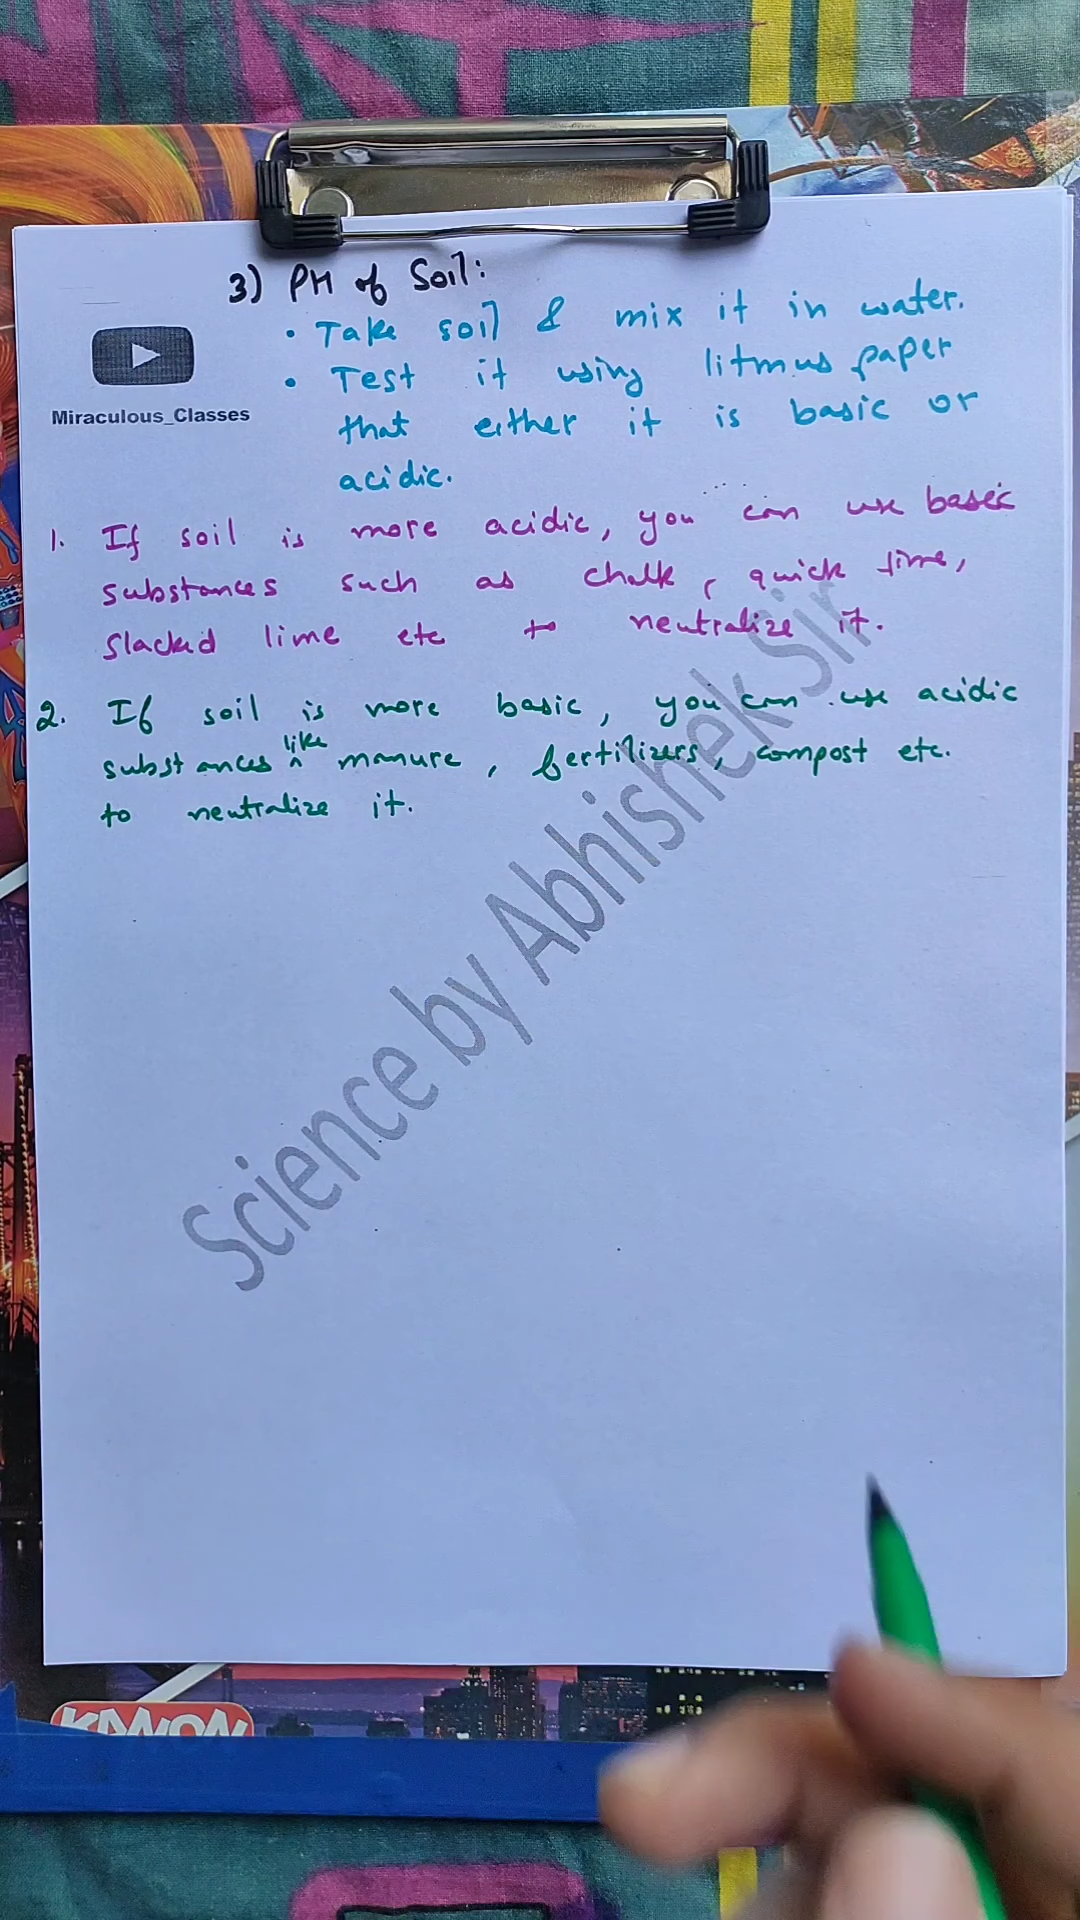 3) PH of Soil:
• Take soil & mix it in water.
• Test it using litmus paper
that either it is basic or
acidic.
Miraculous_Classes
1. If soil is more acidic, you can use basic
substances such as chalk, quick lime,
Slacked lime etc to neutralize it.
2. If soil is more basic, you can use acidic
substances like manure, fertilizers, compost etc.
to neutralize it.
Science by Abhishek Sir